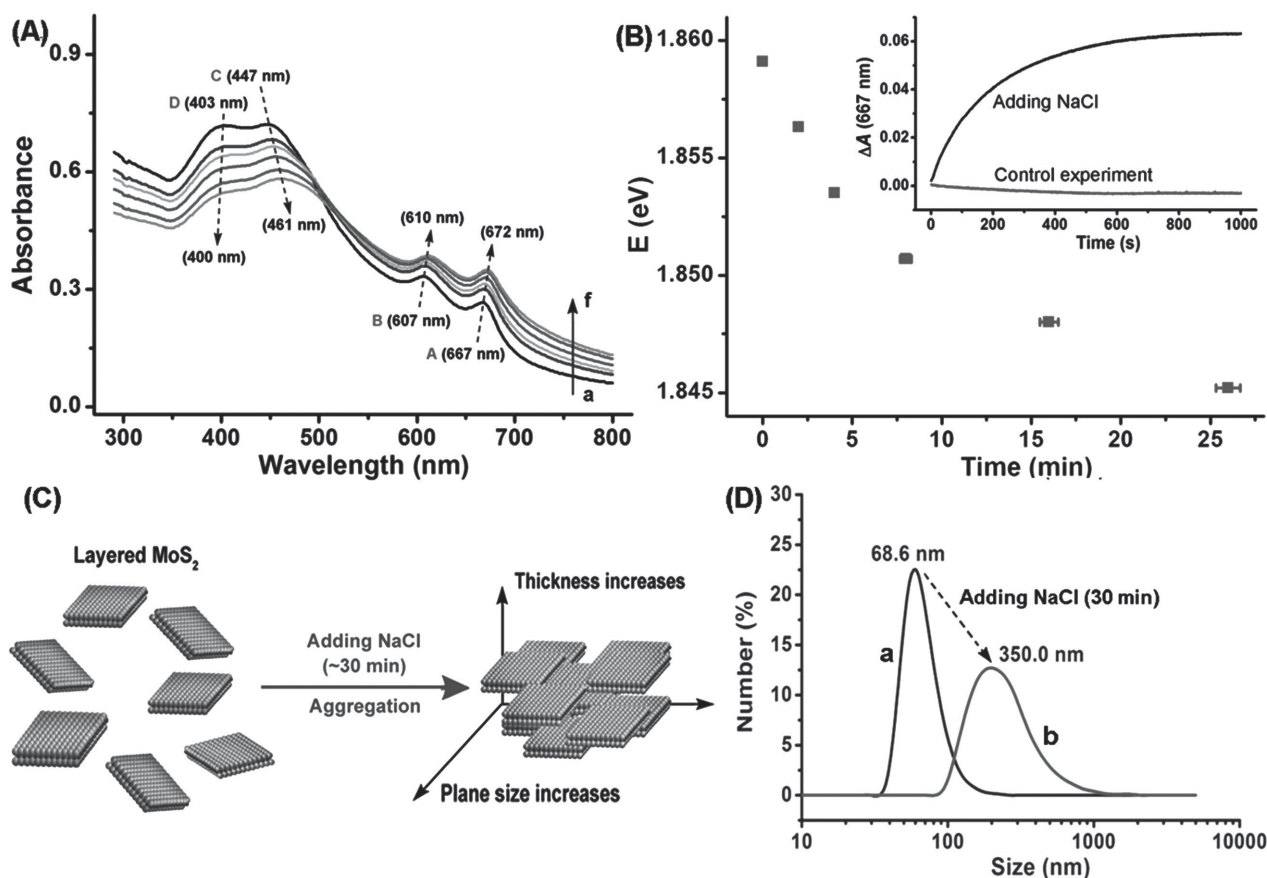 (A)
0.9
0.6
0.3
0.0
Absorbance
C (447 nm)
D (403 nm)
(461 nm)
(400 nm)
(610 nm)
(672 nm)
B (607 nm)
A (667 nm)
f
a
300 400 500 600 700 800
Wavelength (nm)
(B)
1.860
1.855
1.850
1.845
E (eV)
0 5 10 15 20 25
Time (min)
0.06
0.04
0.02
0.00
ΔA (667 nm)
Adding NaCl
Control experiment
0 200 400 600 800 1000
Time (s)
(C)
Layered MoS2
Adding NaCl
(~30 min)
Aggregation
Thickness increases
Plane size increases
(D)
30
25
20
15
10
5
0
Number (%)
68.6 nm
Adding NaCl (30 min)
350.0 nm
a
b
10 100 1000 10000
Size (nm)